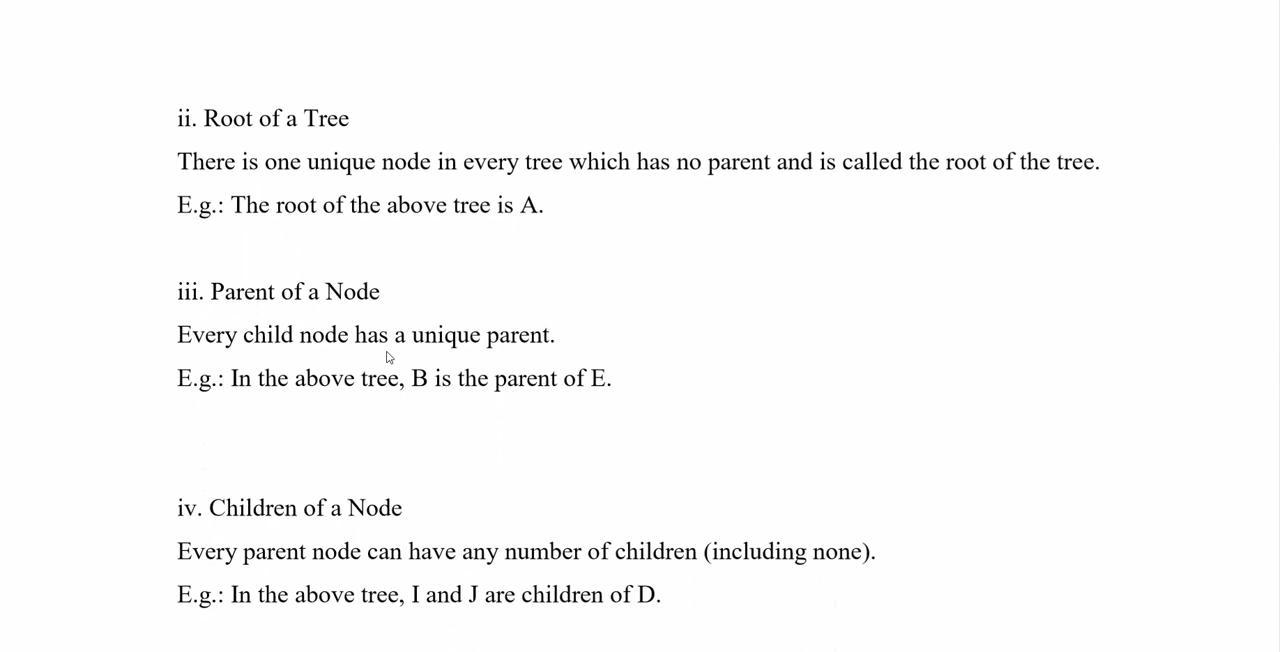 ii. Root of a Tree
There is one unique node in every tree which has no parent and is called the root of the tree.
E.g.: The root of the above tree is A.
iii. Parent of a Node
Every child node has a unique parent.
E.g.: In the above tree, B is the parent of E.
iv. Children of a Node
Every parent node can have any number of children (including none).
E.g.: In the above tree, I and J are children of D.